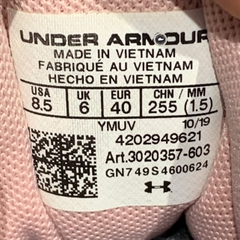 UNDER ARMOUR
MADE IN VIETNAM
FABRIQUÉ AU VIETNAM
HECHO EN VIETNAM
USA UK EUR CHN / MM
8.5 6 40 255 (1.5)
YMUV 10/19
4202949621
Art.3020357-603
GN749S4600624